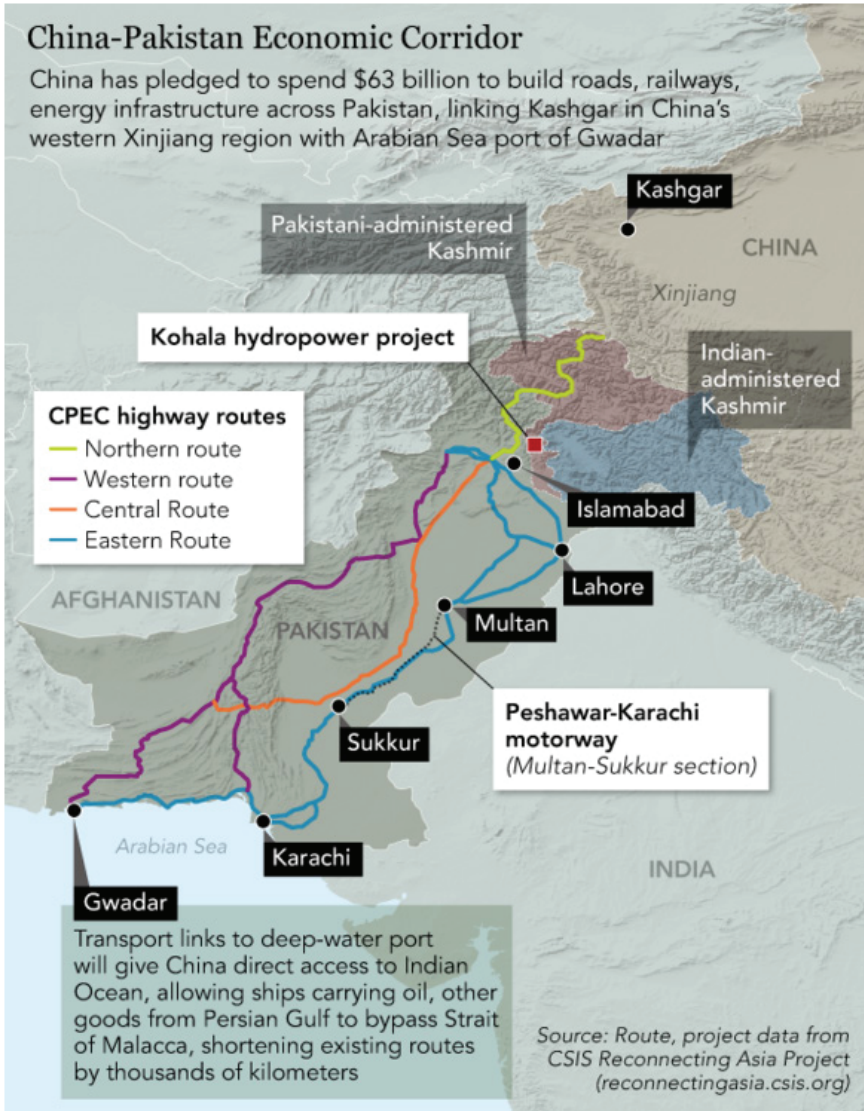 China-Pakistan Economic Corridor
China has pledged to spend $63 billion to build roads, railways,
energy infrastructure across Pakistan, linking Kashgar in China's
western Xinjiang region with Arabian Sea port of Gwadar
Kashgar
Pakistani-administered
Kashmir
CHINA
Xinjiang
Kohala hydropower project
Indian-
administered
Kashmir
CPEC highway routes
Northern route
Western route
Central Route
Eastern Route
Islamabad
Lahore
AFGHANISTAN
PAKISTAN
Multan
Peshawar-Karachi
motorway
(Multan-Sukkur section)
Sukkur
Arabian Sea
Karachi
INDIA
Gwadar
Transport links to deep-water port
will give China direct access to Indian
Ocean, allowing ships carrying oil, other
goods from Persian Gulf to bypass Strait
of Malacca, shortening existing routes
by thousands of kilometers
Source: Route, project data from
CSIS Reconnecting Asia Project
(reconnectingasia.csis.org)